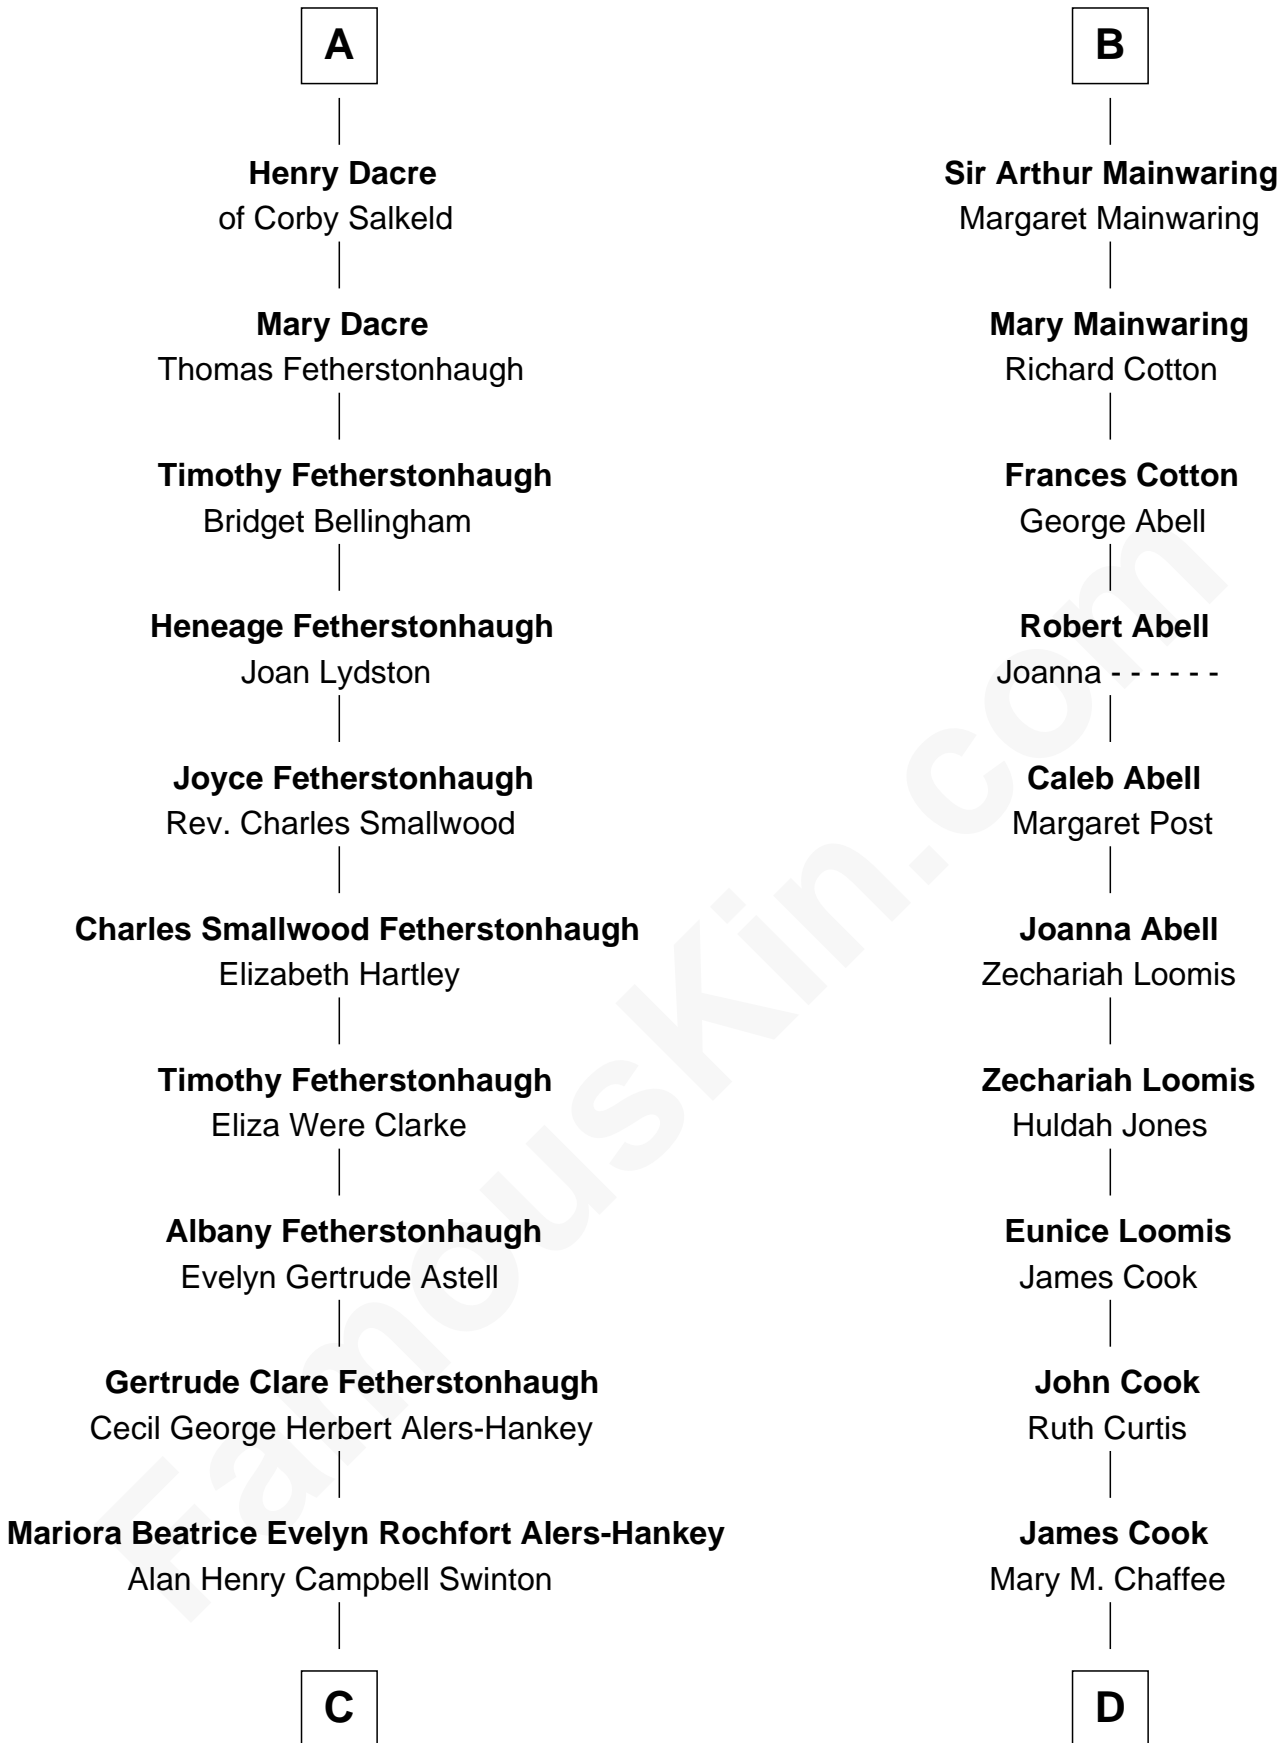 A
Henry Dacre
of Corby Salkeld
Mary Dacre
Thomas Fetherstonhaugh
Timothy Fetherstonhaugh
Bridget Bellingham
Heneage Fetherstonhaugh
Joan Lydston
Joyce Fetherstonhaugh
Rev. Charles Smallwood
Charles Smallwood Fetherstonhaugh
Elizabeth Hartley
Timothy Fetherstonhaugh
Eliza Were Clarke
Albany Fetherstonhaugh
Evelyn Gertrude Astell
Gertrude Clare Fetherstonhaugh
Cecil George Herbert Alers-Hankey
Mariora Beatrice Evelyn Rochfort Alers-Hankey
Alan Henry Campbell Swinton
C
B
Sir Arthur Mainwaring
Margaret Mainwaring
Mary Mainwaring
Richard Cotton
Frances Cotton
George Abell
Robert Abell
Joanna - - - - - -
Caleb Abell
Margaret Post
Joanna Abell
Zechariah Loomis
Zechariah Loomis
Huldah Jones
Eunice Loomis
James Cook
John Cook
Ruth Curtis
James Cook
Mary M. Chaffee
D
FamousKin.com